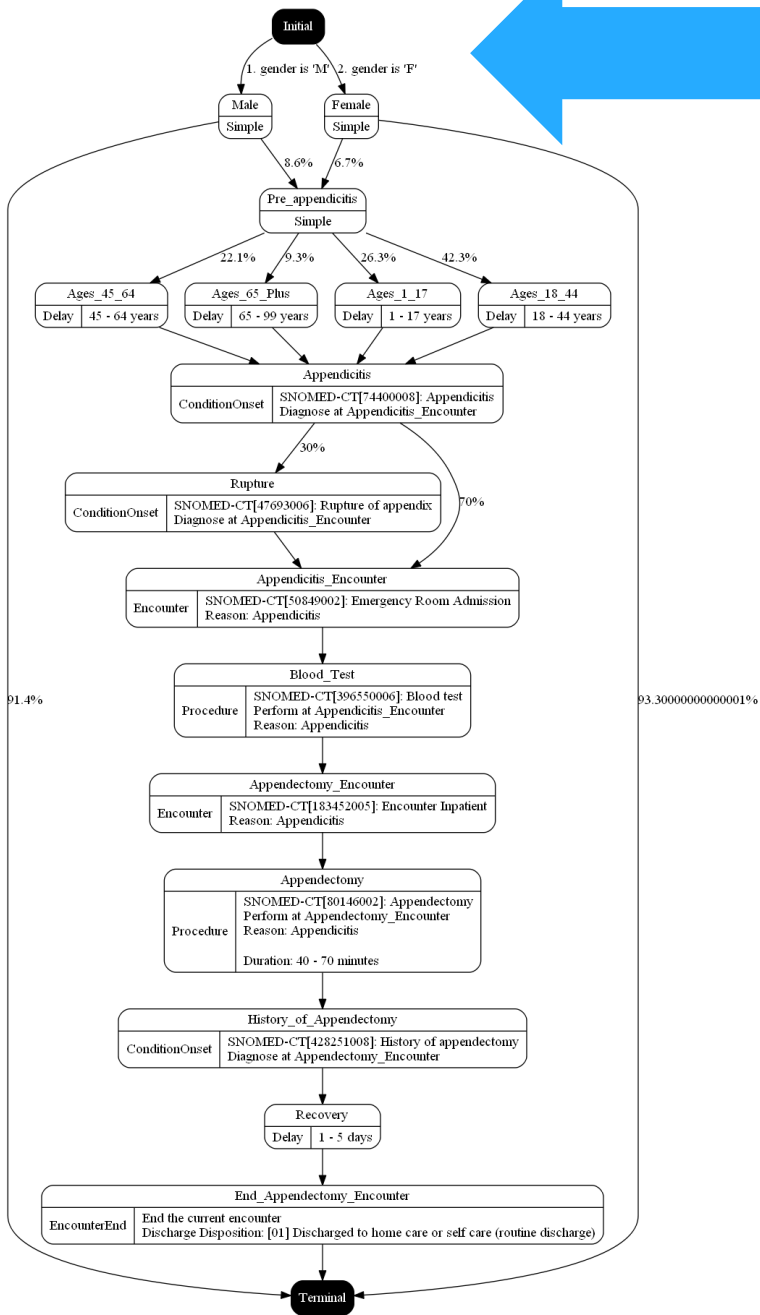 Initial
1. gender is 'M'
2. gender is 'F'
Male
Simple
Female
Simple
8.6%
6.7%
Pre_appendicitis
Simple
22.1%
9.3%
26.3%
42.3%
Ages_45_64
Delay
45 - 64 years
Ages_65_Plus
Delay
65 - 99 years
Ages_1_17
Delay
1 - 17 years
Ages_18_44
Delay
18 - 44 years
Appendicitis
ConditionOnset
SNOMED-CT[74400008]: Appendicitis
Diagnose at Appendicitis_Encounter
30%
70%
Rupture
ConditionOnset
SNOMED-CT[47693006]: Rupture of appendix
Diagnose at Appendicitis_Encounter
Appendicitis_Encounter
Encounter
SNOMED-CT[50849002]: Emergency Room Admission
Reason: Appendicitis
91.4%
93.30000000000001%
Blood_Test
Procedure
SNOMED-CT[396550006]: Blood test
Perform at Appendicitis_Encounter
Reason: Appendicitis
Appendectomy_Encounter
Encounter
SNOMED-CT[183452005]: Encounter Inpatient
Reason: Appendicitis
Appendectomy
Procedure
SNOMED-CT[80146002]: Appendectomy
Perform at Appendectomy_Encounter
Reason: Appendicitis
Duration: 40 - 70 minutes
History_of_Appendectomy
ConditionOnset
SNOMED-CT[428251008]: History of appendectomy
Diagnose at Appendectomy_Encounter
Recovery
Delay
1 - 5 days
End_Appendectomy_Encounter
EncounterEnd
End the current encounter
Discharge Disposition: [01] Discharged to home care or self care (routine discharge)
Terminal